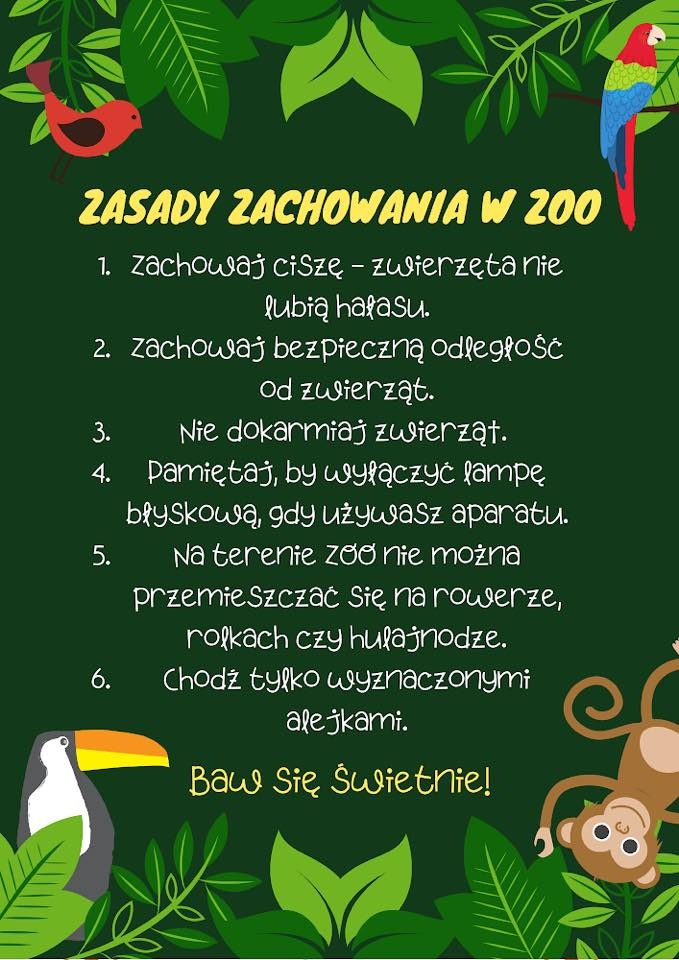 ZASADY ZACHOWANIA W ZOO
1. Zachowaj ciszę – zwierzęta nie
lubią hałasu.
2. Zachowaj bezpieczną odległość
od zwierząt.
3. Nie dokarmiaj zwierząt.
4. Pamiętaj, by wyłączyć lampę
błyskową, gdy używasz aparatu.
5. Na terenie ZOO nie można
przemieszczać się na rowerze,
rolkach czy hulajnodze.
6. Chodź tylko wyznaczonymi
alejkami.
Baw się świetnie!